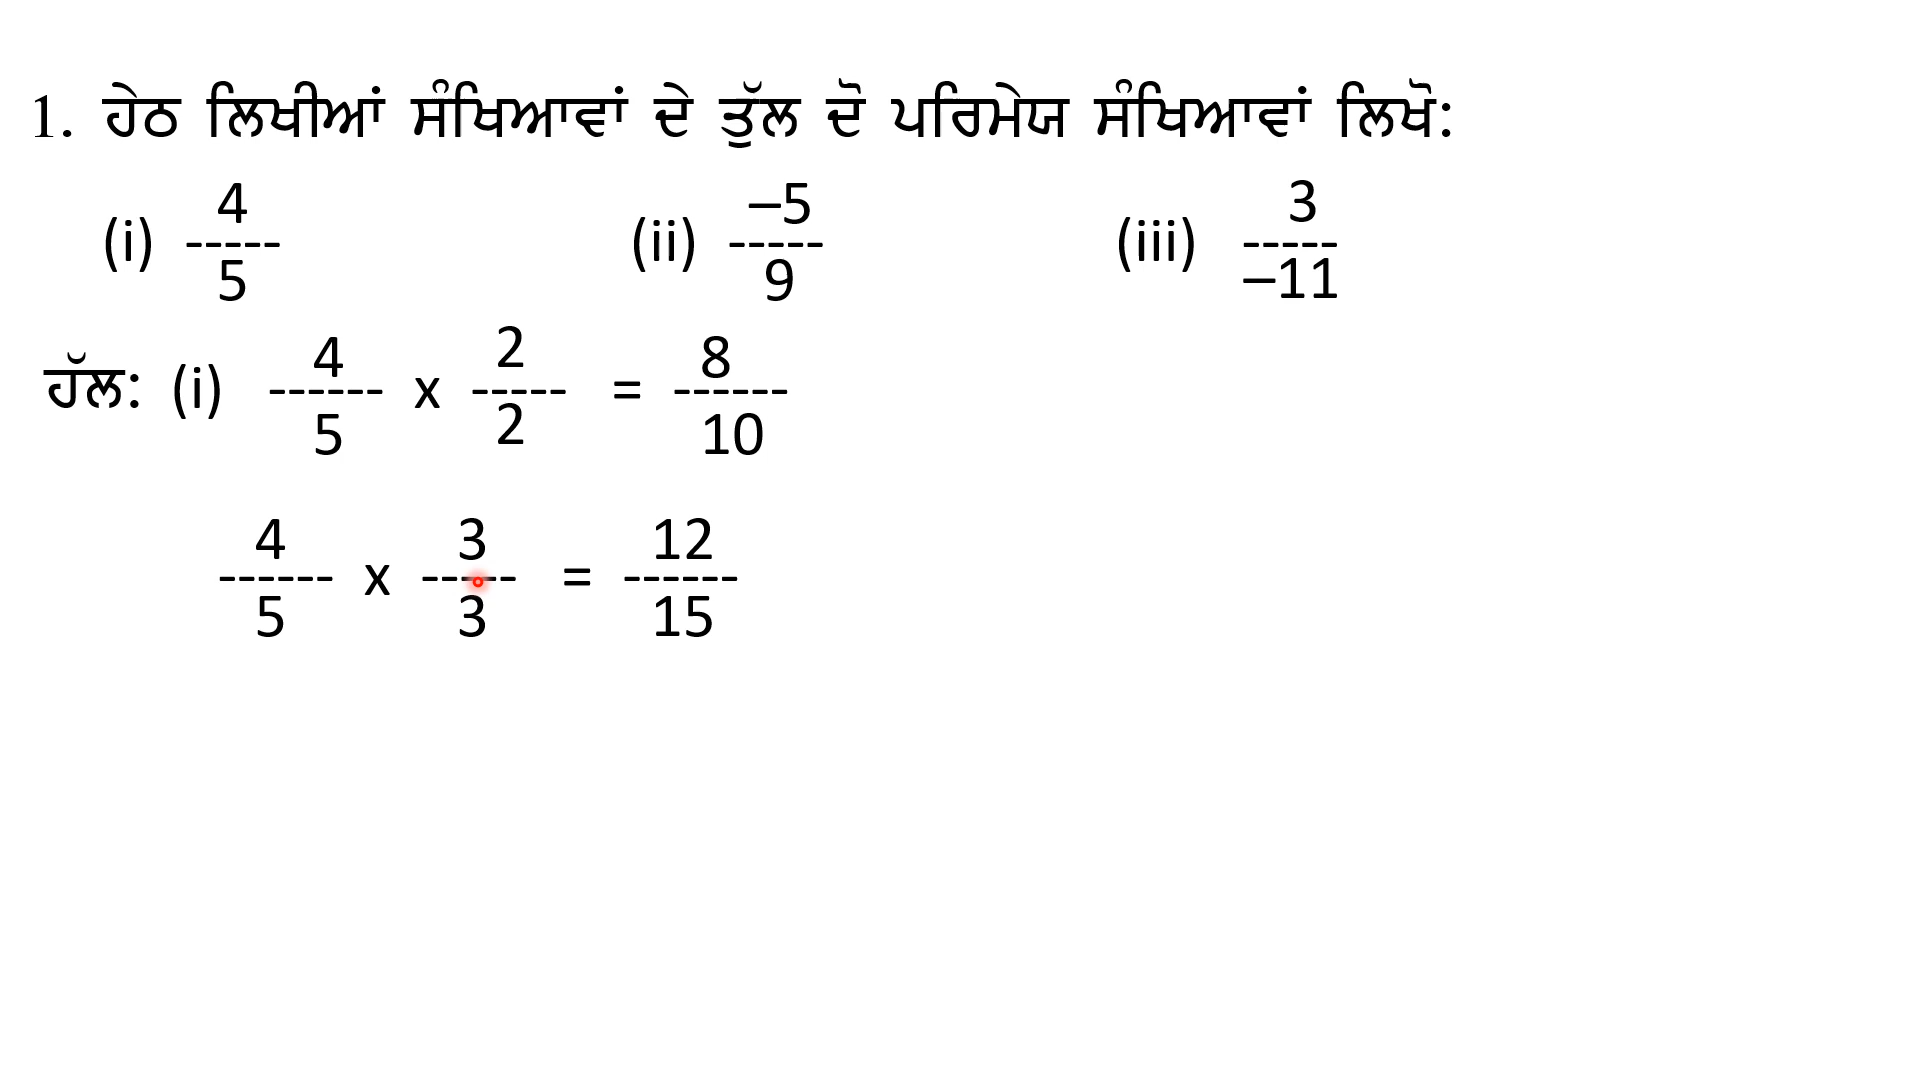 1. ਹੇਠ ਲਿਖੀਆਂ ਸੰਖਿਆਵਾਂ ਦੇ ਤੁੱਲ ਦੋ ਪਰਿਮੇਯ ਸੰਖਿਆਵਾਂ ਲਿਖੋ:
4 –5 3
(i) ----- (ii) ----- (iii) -----
5 9 –11
4 2 8
ਹੱਲ: (i) ------ x ----- = ------
5 2 10
4 3 12
------ x ----- = ------
5 3 15